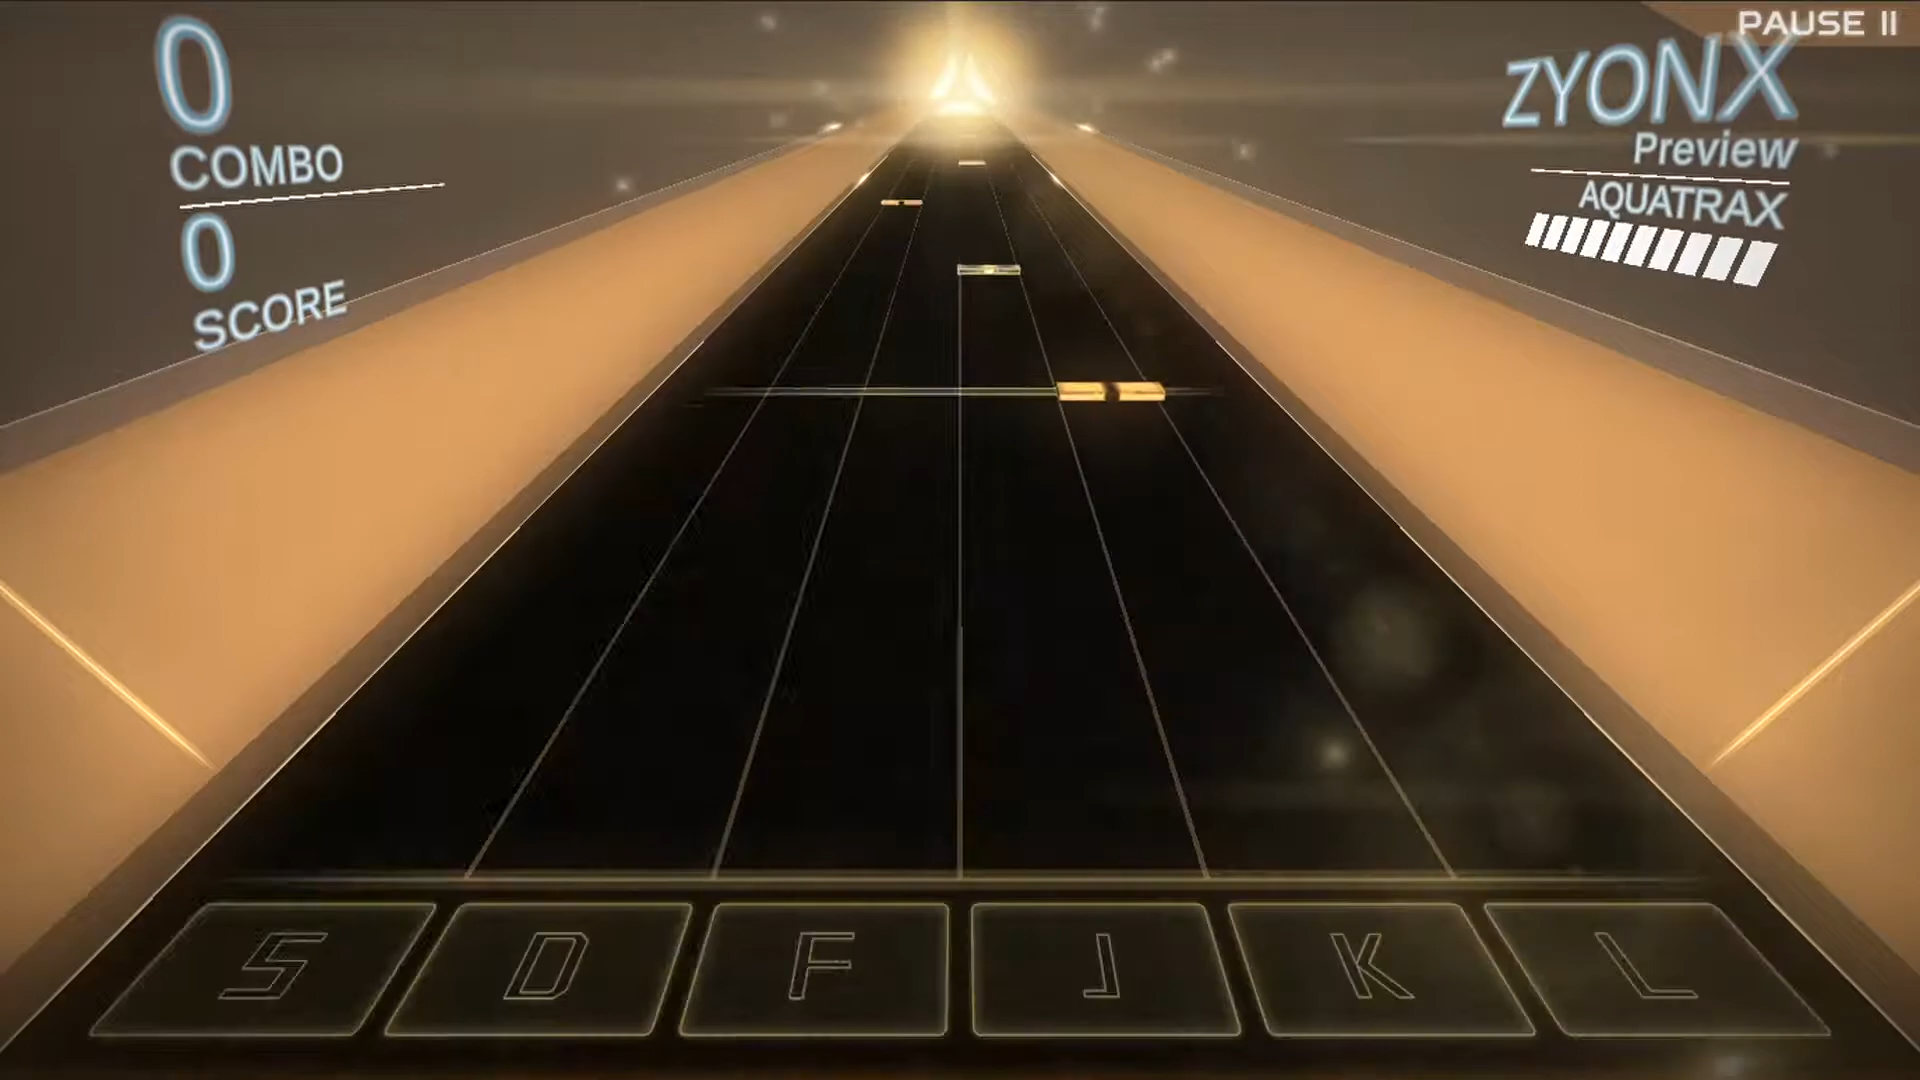 0
COMBO
0
SCORE
PAUSE II
ZYONX
Preview
AQUATRAX
S D F J K L